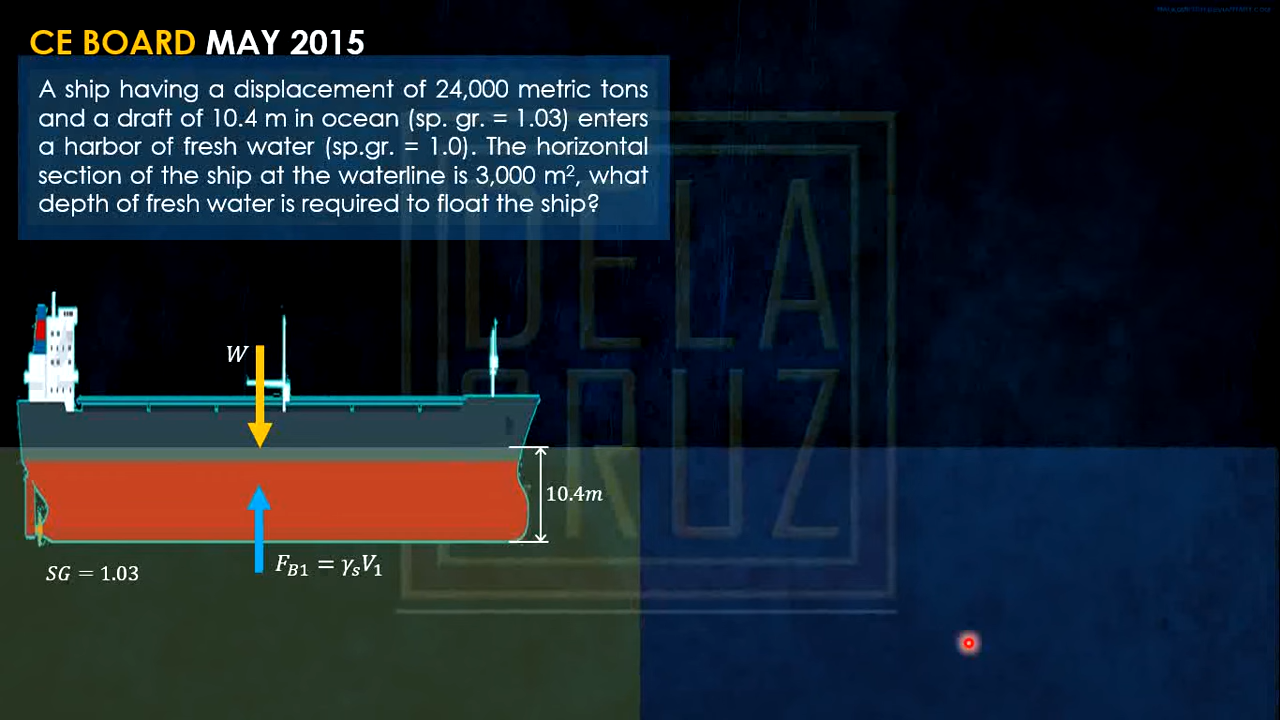 CE BOARD MAY 2015
A ship having a displacement of 24,000 metric tons
and a draft of 10.4 m in ocean (sp. gr. = 1.03) enters
a harbor of fresh water (sp.gr. = 1.0). The horizontal
section of the ship at the waterline is 3,000 m², what
depth of fresh water is required to float the ship?
DELA
CRUZ
W
10.4m
F_B1 = γ_sV_1
SG = 1.03